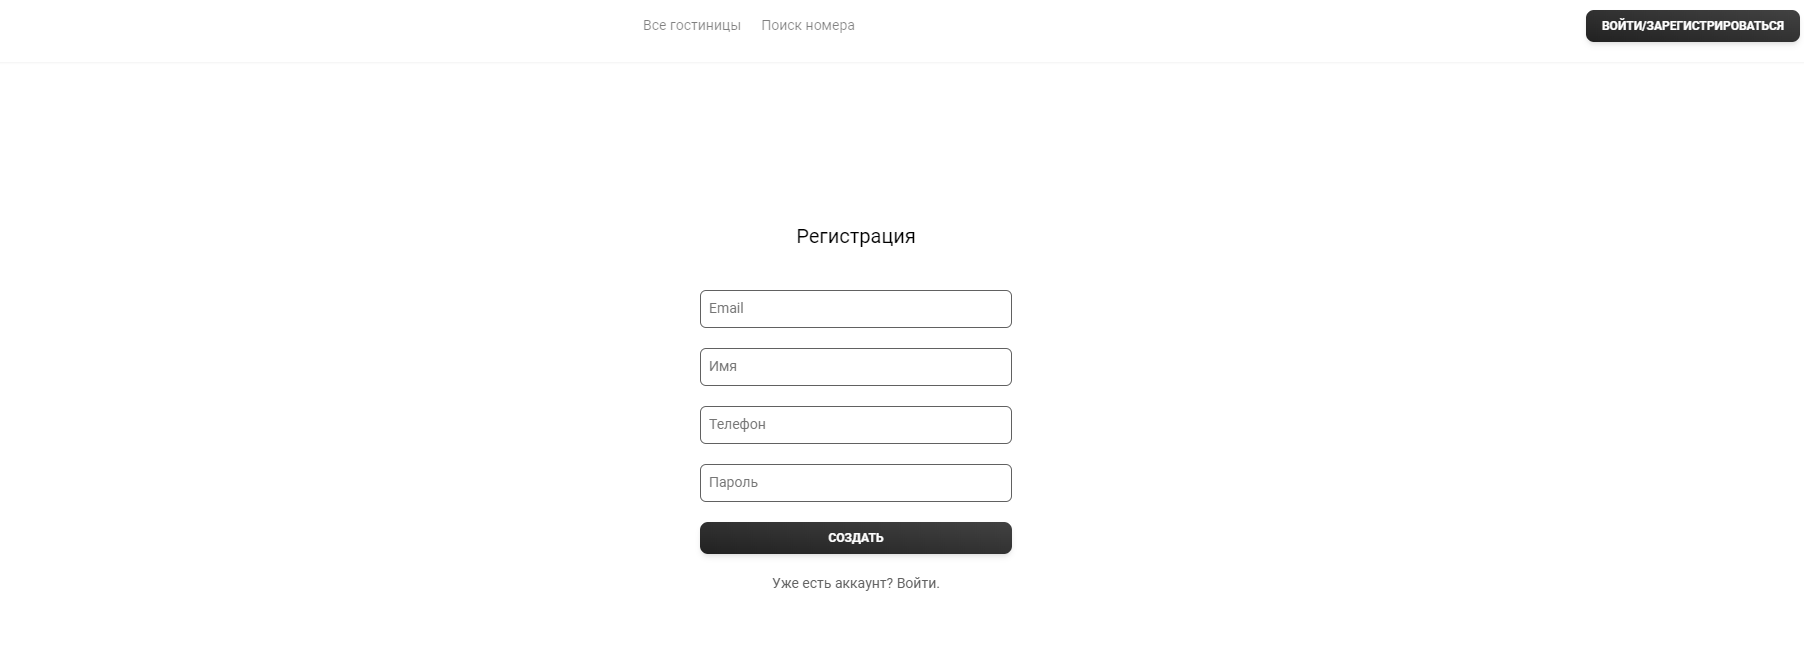 Все гостиницы Поиск номера ВОЙТИ/ЗАРЕГИСТРИРОВАТЬСЯ
Регистрация
Email
Имя
Телефон
Пароль
СОЗДАТЬ
Уже есть аккаунт? Войти.